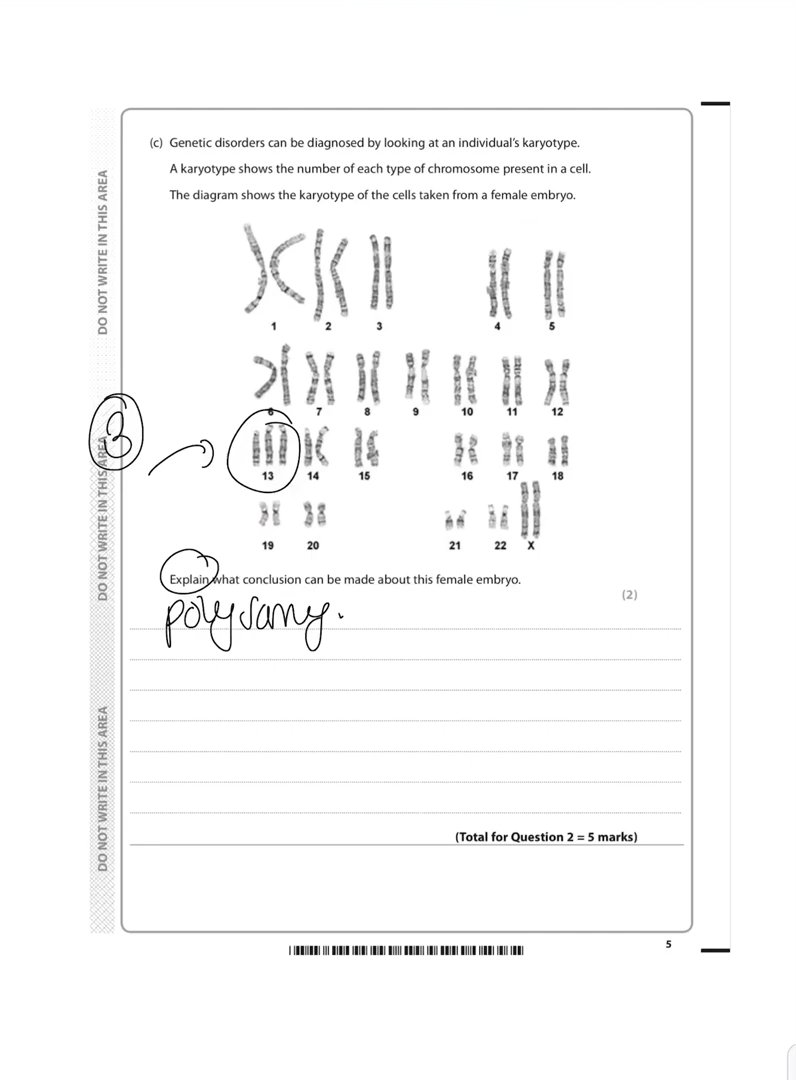 (c) Genetic disorders can be diagnosed by looking at an individual's karyotype.
A karyotype shows the number of each type of chromosome present in a cell.
The diagram shows the karyotype of the cells taken from a female embryo.
DO NOT WRITE IN THIS AREA
1 2 3 4 5
6 7 8 9 10 11 12
3
DO NOT WRITE IN THIS AREA
13 14 15 16 17 18
19 20 21 22 X
Explain what conclusion can be made about this female embryo.
(2)
polysamy.
DO NOT WRITE IN THIS AREA
(Total for Question 2 = 5 marks)
5